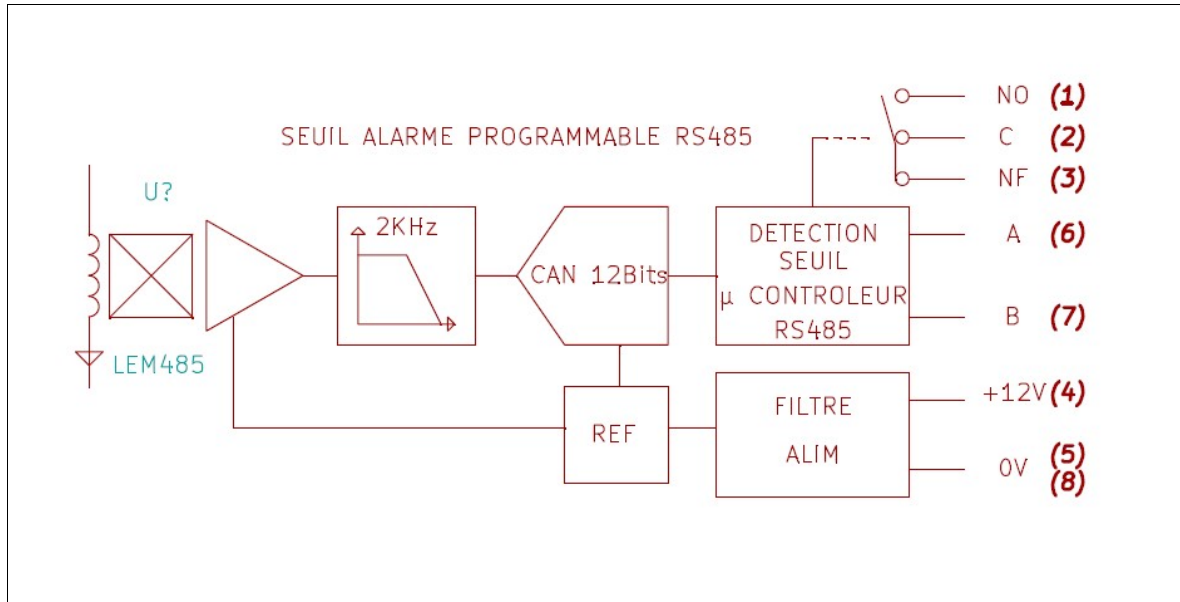 NO (1)
SEUIL ALARME PROGRAMMABLE RS485
C (2)
NF (3)
U?
2KHz
DETECTION
SEUIL
µ CONTROLEUR
RS485
A (6)
CAN 12Bits
B (7)
LEM485
FILTRE
ALIM
+12V (4)
REF
0V (5)
(8)